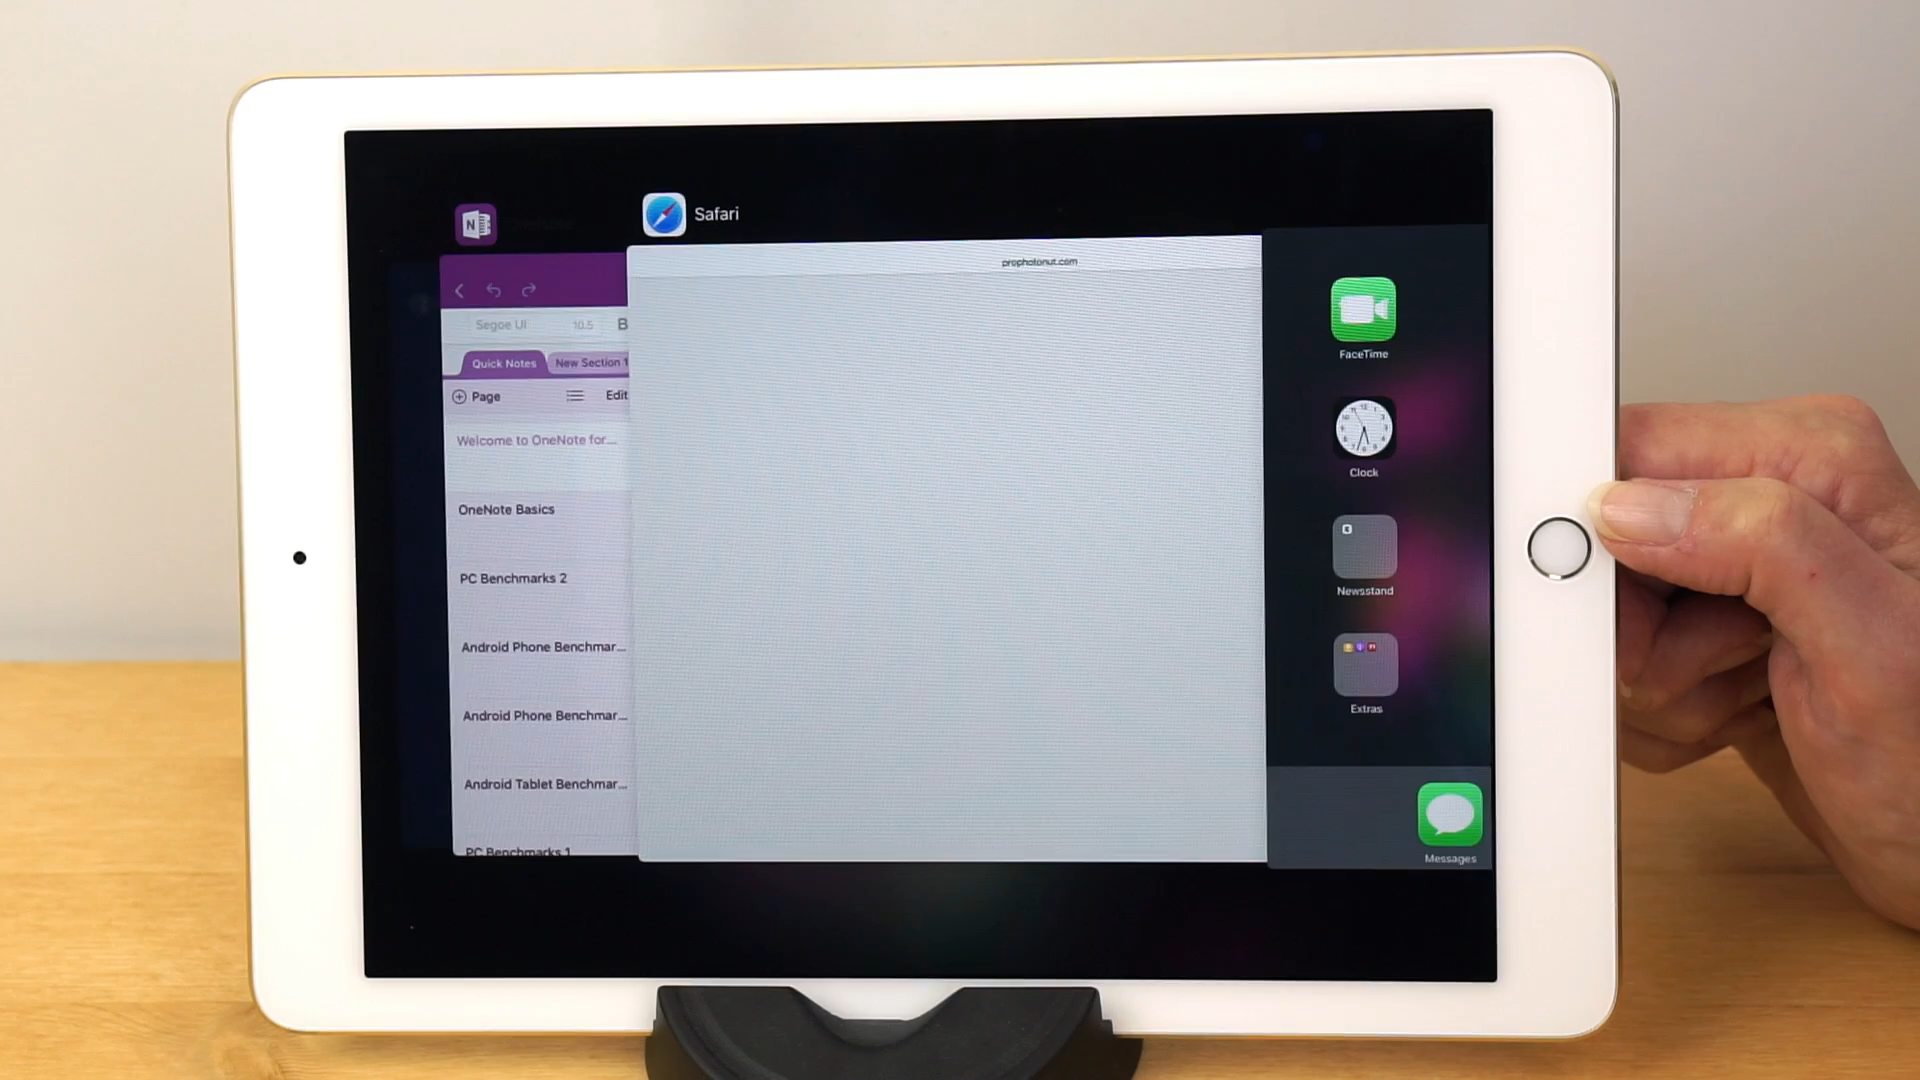 OneNote
Safari
prophotonut.com
Segoe UI 10.5 B
Quick Notes New Section 1
Page Edit
Welcome to OneNote for...
OneNote Basics
PC Benchmarks 2
Android Phone Benchmar...
Android Phone Benchmar...
Android Tablet Benchmar...
PC Benchmarks 1
FaceTime
Clock
Newsstand
Extras
Messages